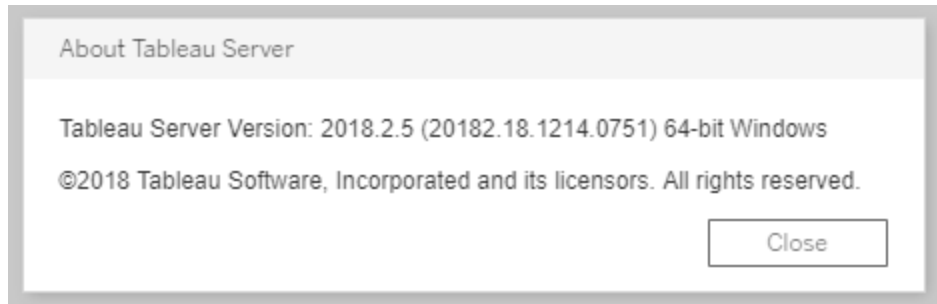 About Tableau Server
Tableau Server Version: 2018.2.5 (20182.18.1214.0751) 64-bit Windows
©2018 Tableau Software, Incorporated and its licensors. All rights reserved.
Close